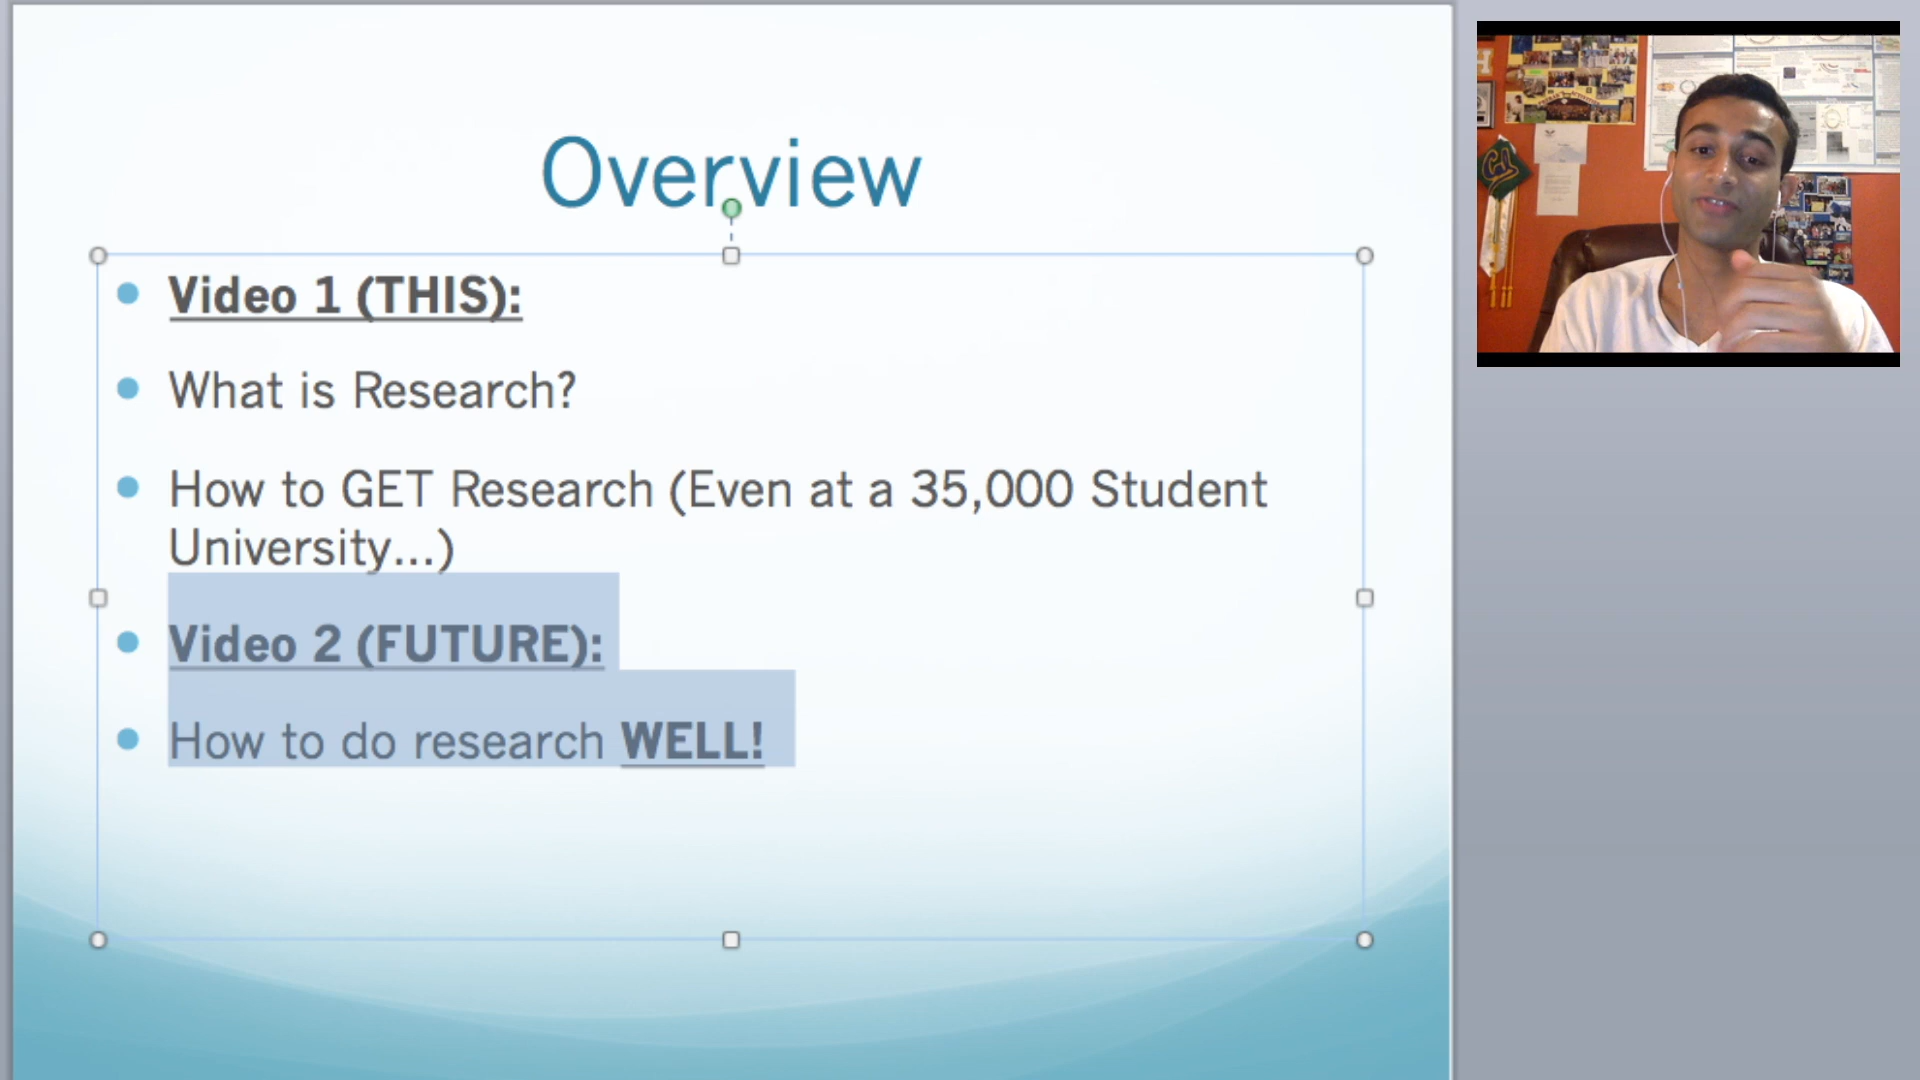 Overview
Video 1 (THIS):
What is Research?
How to GET Research (Even at a 35,000 Student
University...)
Video 2 (FUTURE):
How to do research WELL!